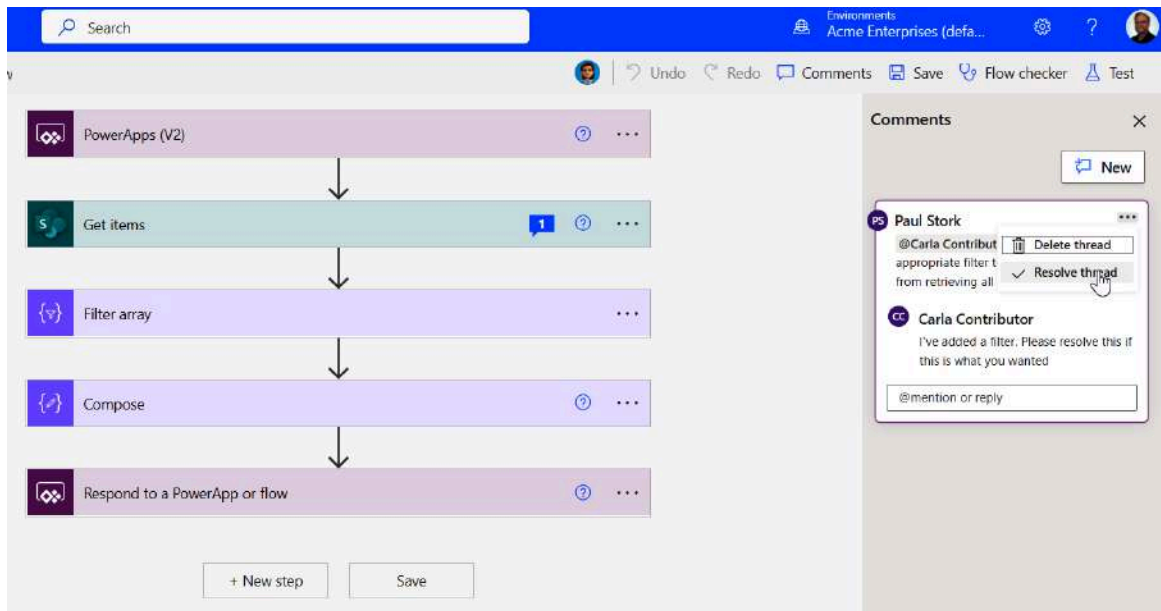 Search
Environments
Acme Enterprises (defa...
Undo Redo Comments Save Flow checker Test
PowerApps (V2)
Get items
1
Filter array
Compose
Respond to a PowerApp or flow
+ New step
Save
Comments
New
PS Paul Stork
@Carla Contribut
appropriate filter t
from retrieving all
Delete thread
Resolve thread
CC Carla Contributor
I've added a filter. Please resolve this if
this is what you wanted
@mention or reply